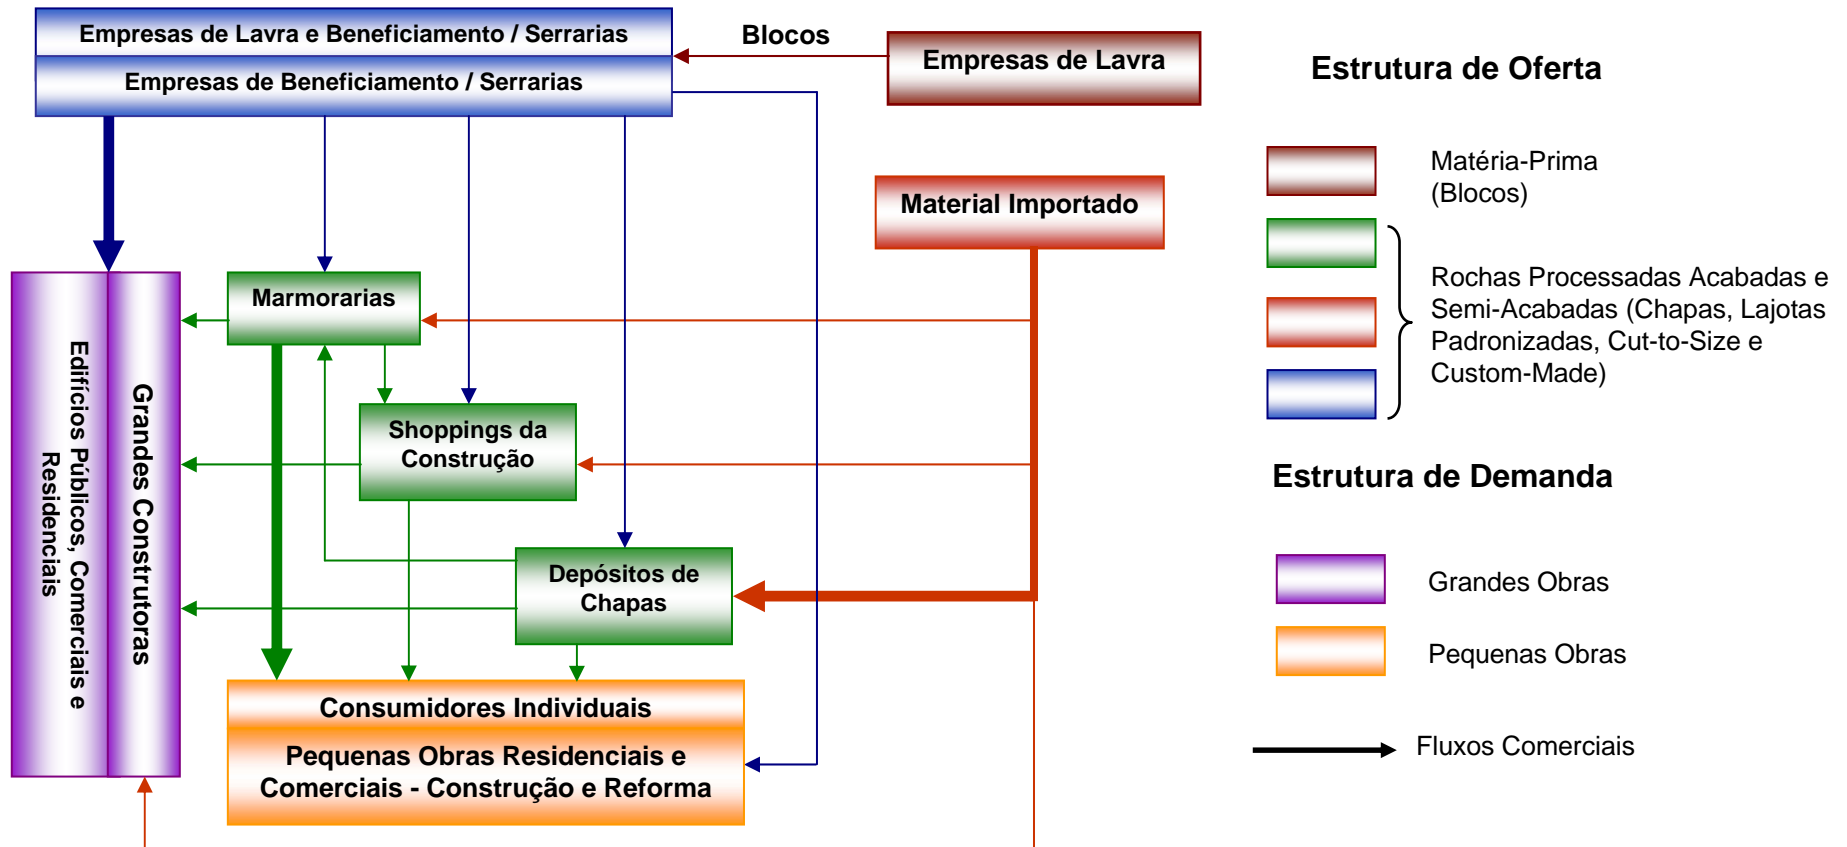 Empresas de Lavra e Beneficiamento / Serrarias
Empresas de Beneficiamento / Serrarias
Blocos
Empresas de Lavra
Material Importado
Marmorarias
Shoppings da
Construção
Depósitos de
Chapas
Grandes Construtoras
Edifícios Públicos, Comerciais e
Residenciais
Consumidores Individuais
Pequenas Obras Residenciais e
Comerciais - Construção e Reforma
Estrutura de Oferta
Matéria-Prima
(Blocos)
Rochas Processadas Acabadas e
Semi-Acabadas (Chapas, Lajotas
Padronizadas, Cut-to-Size e
Custom-Made)
Estrutura de Demanda
Grandes Obras
Pequenas Obras
Fluxos Comerciais